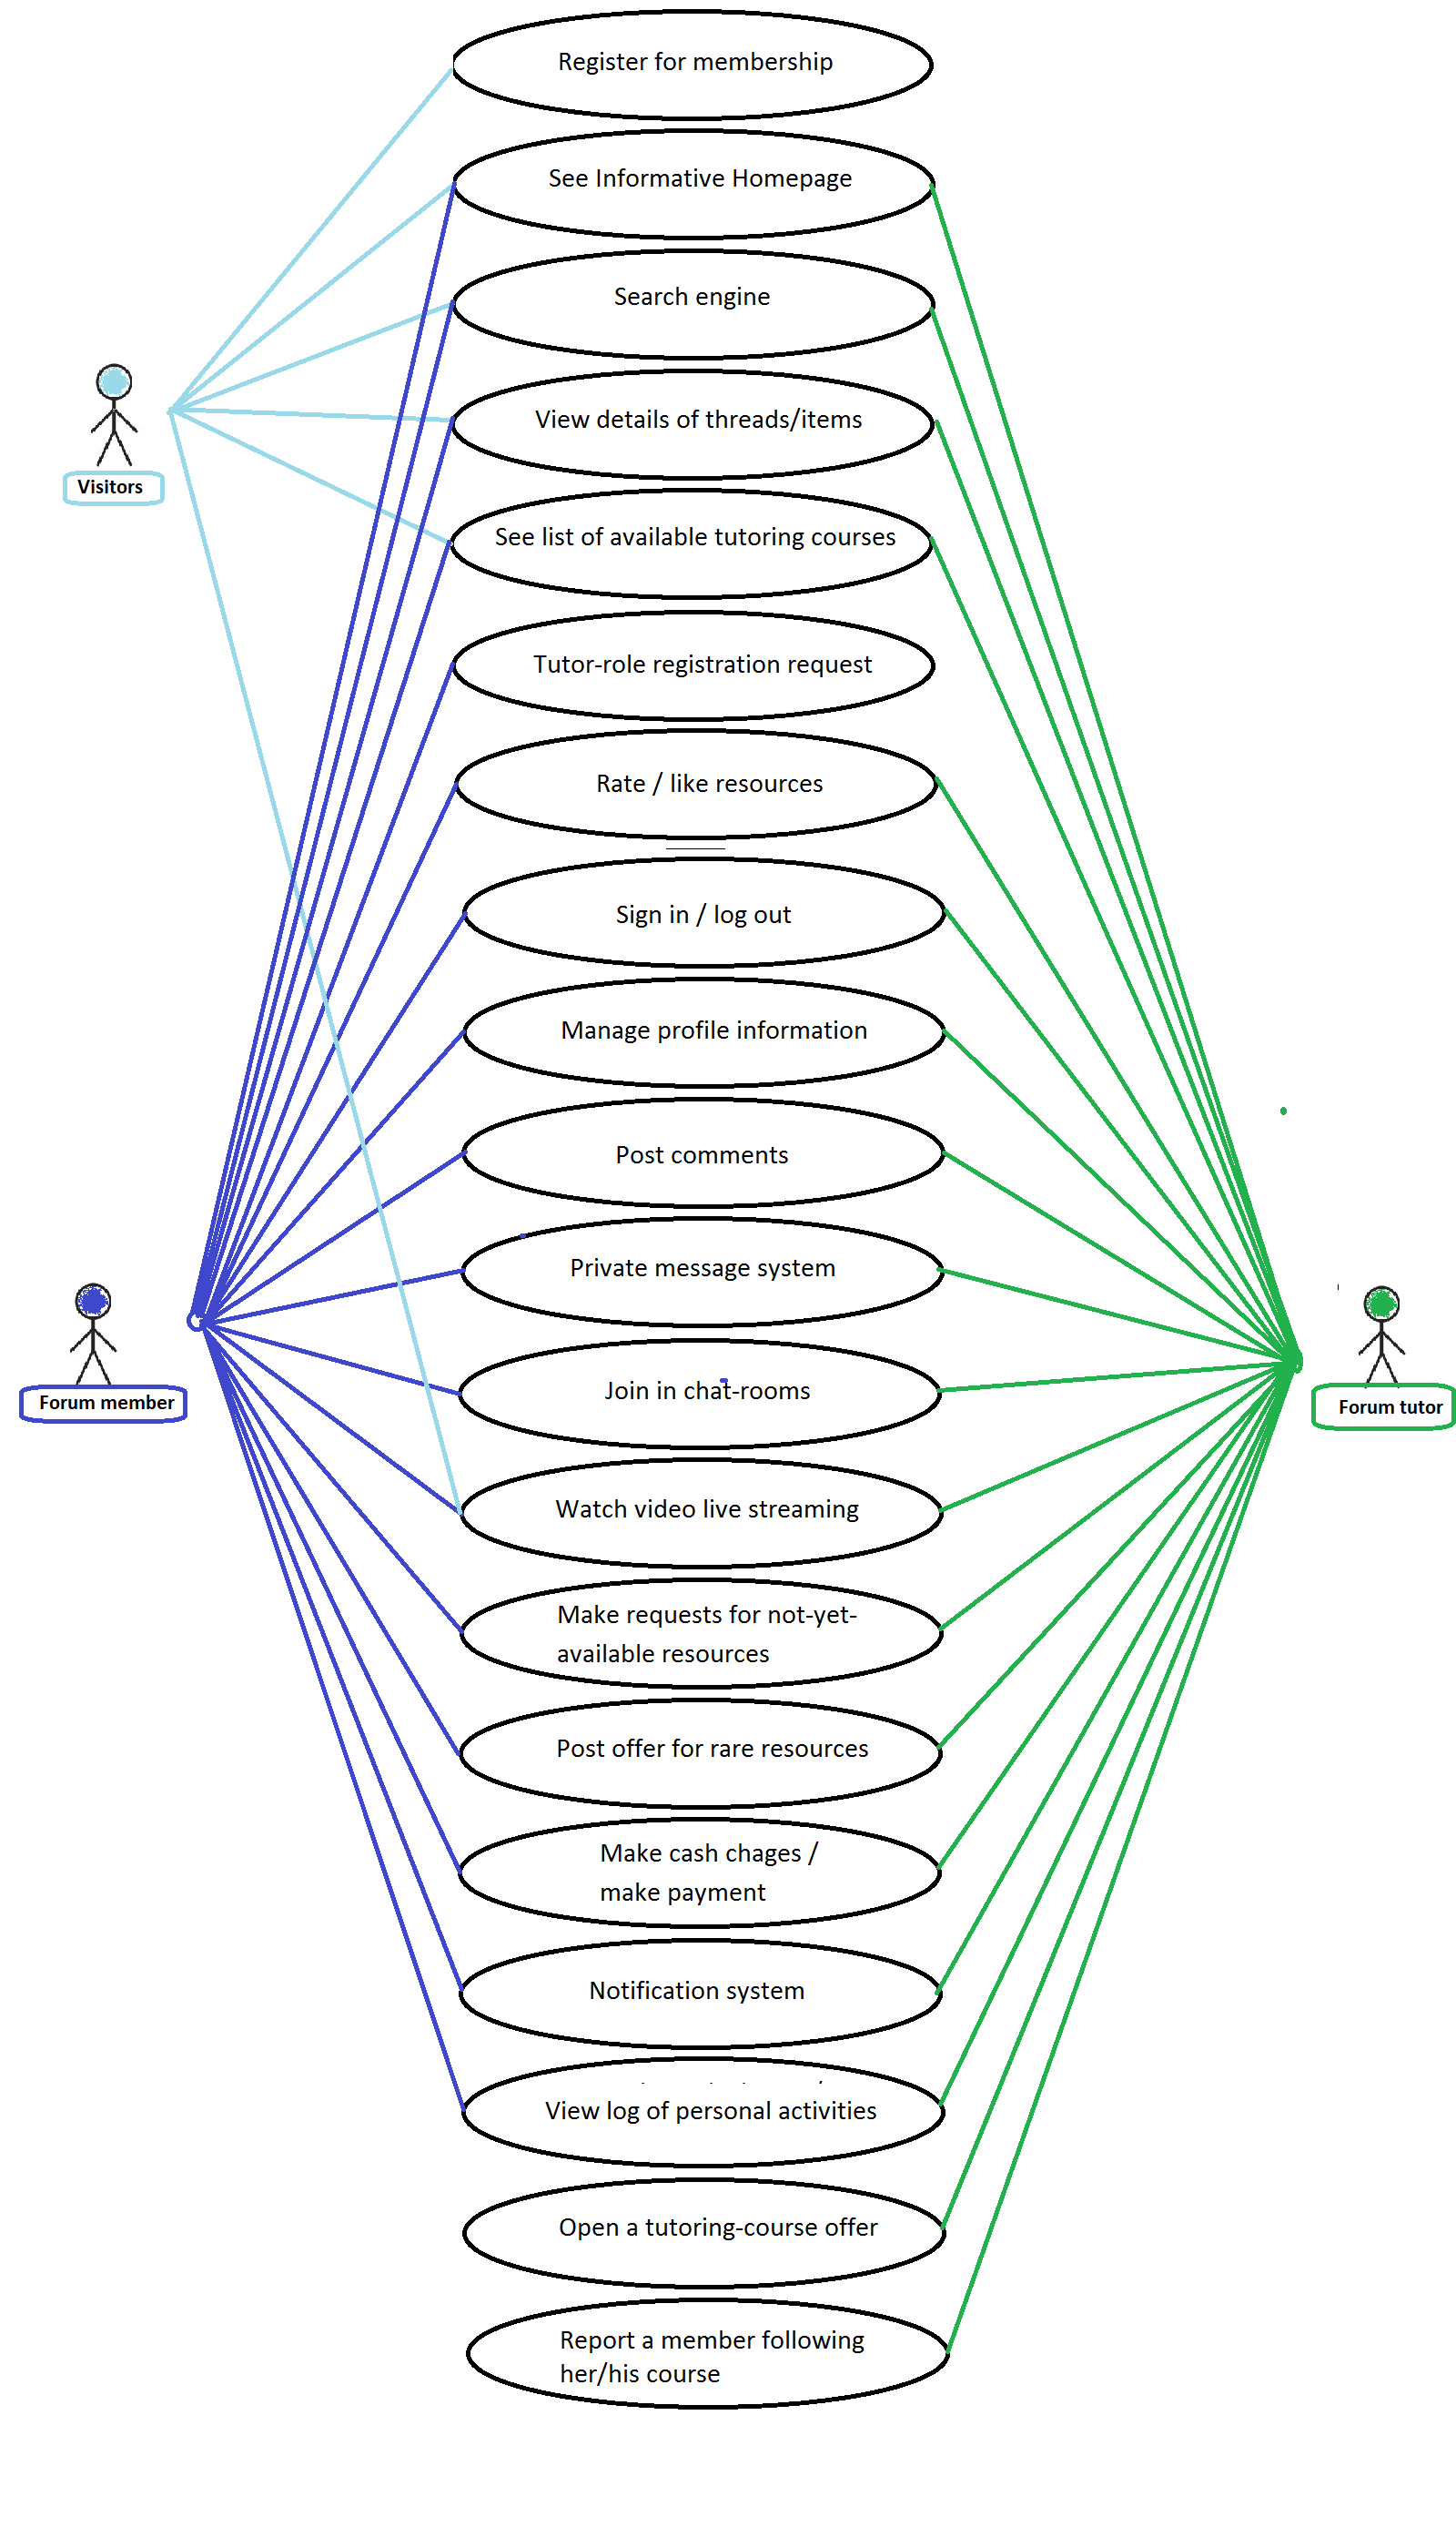 Register for membership
See Informative Homepage
Search engine
View details of threads/items
Visitors
See list of available tutoring courses
Tutor-role registration request
Rate / like resources
Sign in / log out
Manage profile information
Post comments
Private message system
Join in chat-rooms
Forum member
Forum tutor
Watch video live streaming
Make requests for not-yet-
available resources
Post offer for rare resources
Make cash chages /
make payment
Notification system
View log of personal activities
Open a tutoring-course offer
Report a member following
her/his course